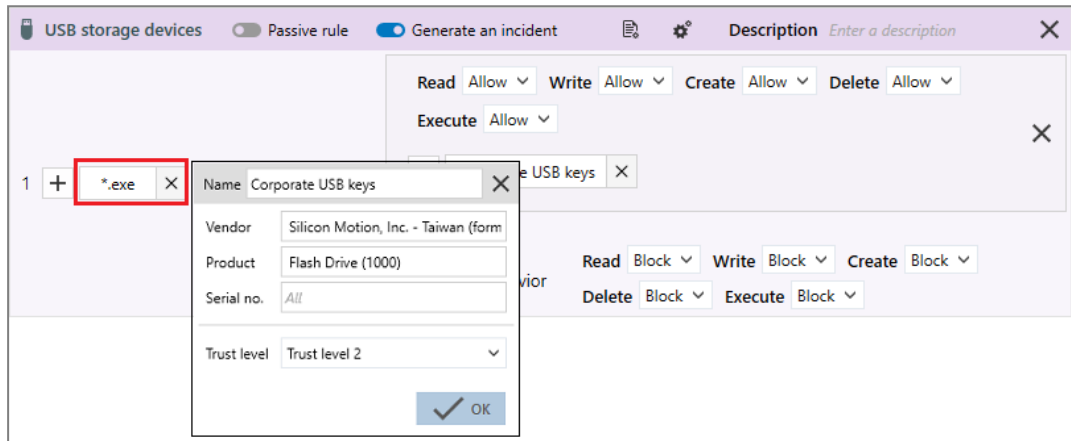 USB storage devices Passive rule Generate an incident Description Enter a description
Read Allow Write Allow Create Allow Delete Allow
Execute Allow
1 *.exe
e USB keys
Name Corporate USB keys
Vendor Silicon Motion, Inc. - Taiwan (form
Product Flash Drive (1000)
Serial no. All
Trust level Trust level 2
OK
vior
Read Block Write Block Create Block
Delete Block Execute Block